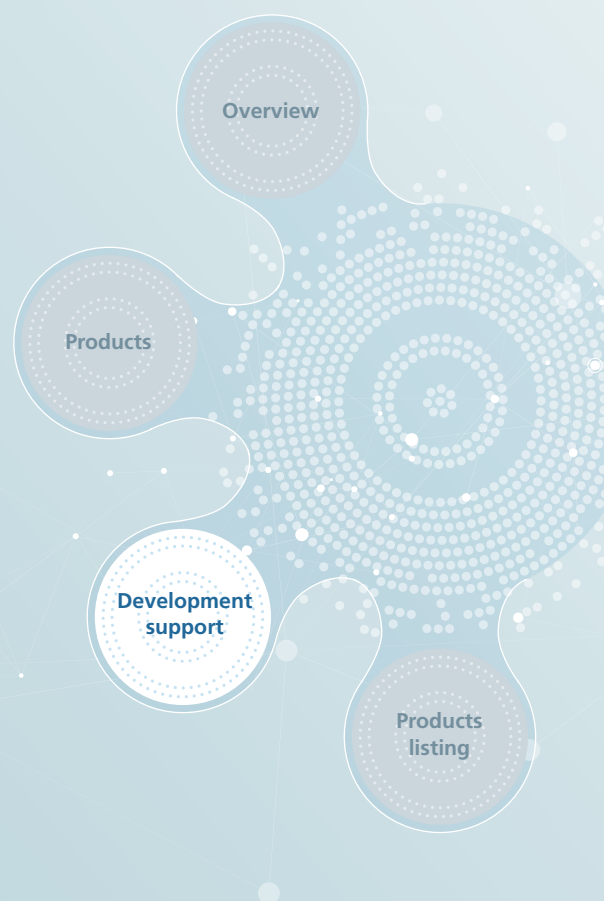 Overview
Products
Development
support
Products
listing